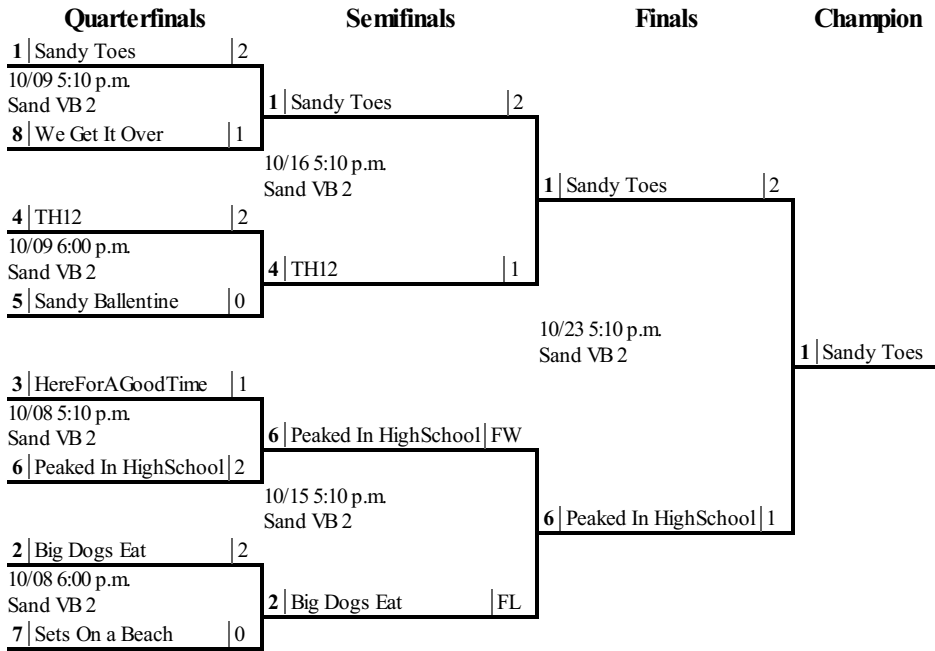 Quarterfinals Semifinals Finals Champion
1 Sandy Toes 2
10/09 5:10 p.m.
Sand VB 2
8 We Get It Over 1
4 TH12 2
10/09 6:00 p.m.
Sand VB 2
5 Sandy Ballentine 0
3 HereForAGoodTime 1
10/08 5:10 p.m.
Sand VB 2
6 Peaked In HighSchool 2
2 Big Dogs Eat 2
10/08 6:00 p.m.
Sand VB 2
7 Sets On a Beach 0
1 Sandy Toes 2
10/16 5:10 p.m.
Sand VB 2
4 TH12 1
6 Peaked In HighSchool FW
10/15 5:10 p.m.
Sand VB 2
2 Big Dogs Eat FL
1 Sandy Toes 2
10/23 5:10 p.m.
Sand VB 2
6 Peaked In HighSchool 1
1 Sandy Toes